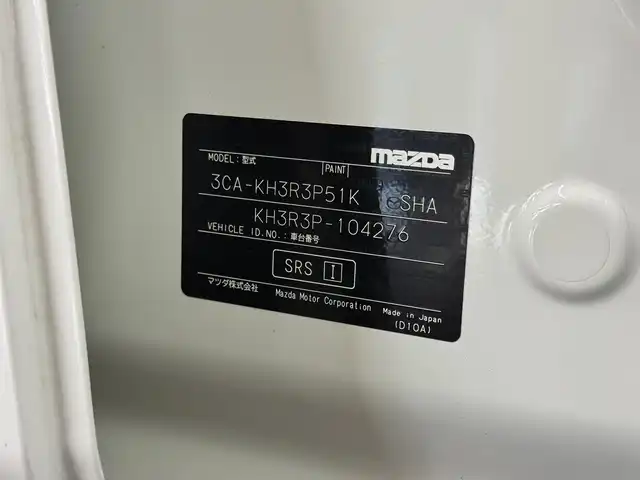 mazda
MODEL:型式 PAINT
3CA-KH3R3P51K SHA
KH3R3P-104276
VEHICLE ID.NO.:車台番号
SRS I
マツダ株式会社 Mazda Motor Corporation Made in Japan
(D10A)